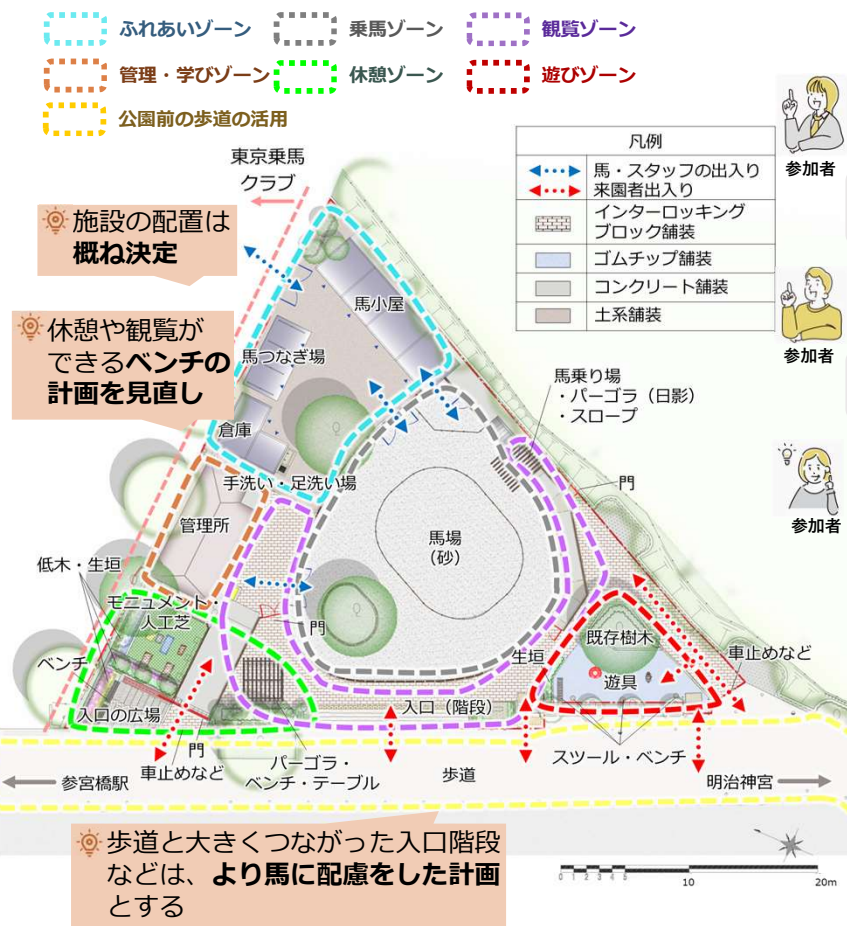 ふれあいゾーン
乗馬ゾーン
観覧ゾーン
管理・学びゾーン
休憩ゾーン
遊びゾーン
公園前の歩道の活用
参加者
参加者
参加者
凡例
馬・スタッフの出入り
来園者出入り
インターロッキング
ブロック舗装
ゴムチップ舗装
コンクリート舗装
土系舗装
東京乗馬
クラブ
施設の配置は
概ね決定
休憩や観覧が
できるベンチの
計画を見直し
馬小屋
馬つなぎ場
倉庫
手洗い・足洗い場
馬乗り場
・パーゴラ（日影）
・スロープ
門
管理所
馬場
（砂）
低木・生垣
モニュメント・
人工芝
門
ベンチ
入口の広場
生垣
既存樹木
遊具
車止めなど
入口（階段）
門
車止めなど
パーゴラ・
ベンチ・テーブル
スツール・ベンチ
参宮橋駅
歩道
明治神宮
歩道と大きくつながった入口階段
などは、より馬に配慮をした計画
とする
0 1 2 3 4 5 10 20m